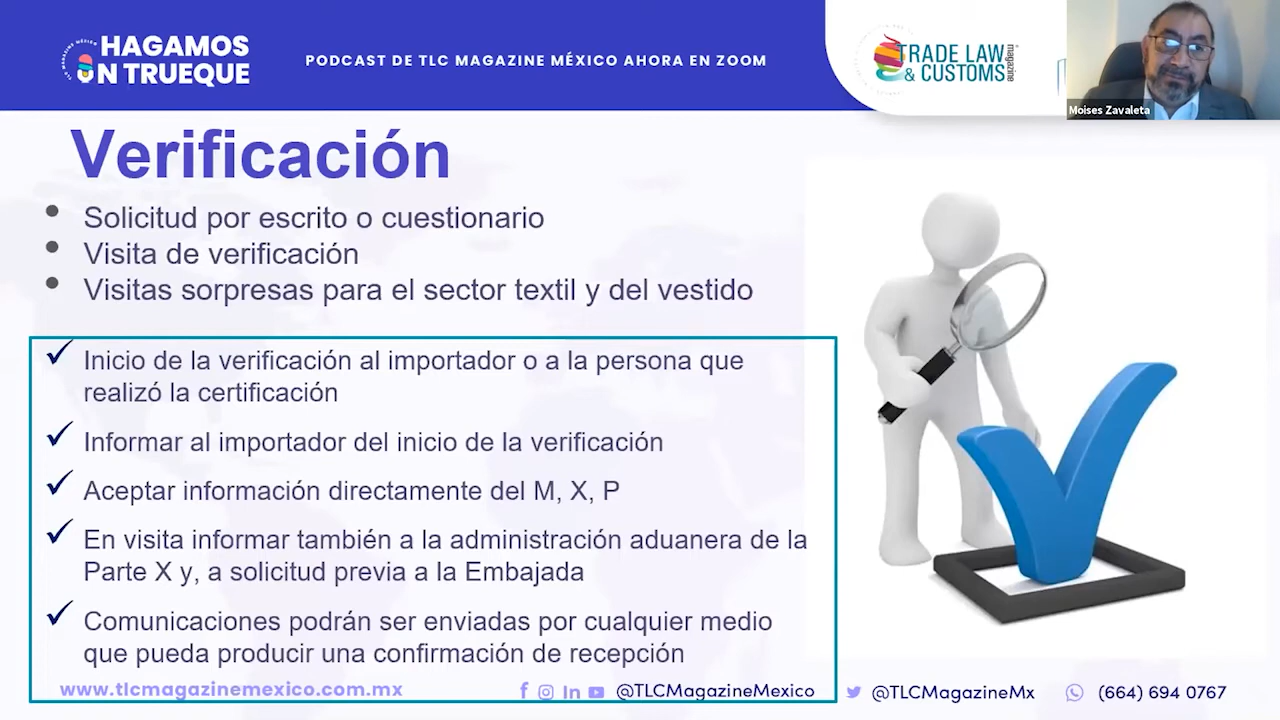 HAGAMOS
UN TRUEQUE
PODCAST DE TLC MAGAZINE MÉXICO AHORA EN ZOOM
TRADE LAW
& CUSTOMS
magazine
Moises Zavaleta
Verificación
• Solicitud por escrito o cuestionario
• Visita de verificación
• Visitas sorpresas para el sector textil y del vestido
✓ Inicio de la verificación al importador o a la persona que
realizó la certificación
✓ Informar al importador del inicio de la verificación
✓ Aceptar información directamente del M, X, P
✓ En visita informar también a la administración aduanera de la
Parte X y, a solicitud previa a la Embajada
✓ Comunicaciones podrán ser enviadas por cualquier medio
que pueda producir una confirmación de recepción
www.tlcmagazinemexico.com.mx
@TLCMagazineMexico
@TLCMagazineMx
(664) 694 0767